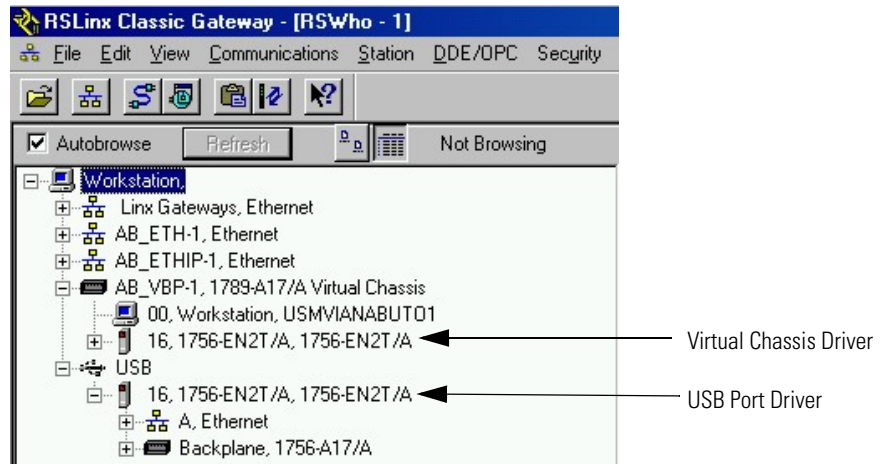 RSLinx Classic Gateway - [RSWho - 1]
File Edit View Communications Station DDE/OPC Security
Autobrowse Refresh Not Browsing
Workstation,
Linx Gateways, Ethernet
AB_ETH-1, Ethernet
AB_ETHIP-1, Ethernet
AB_VBP-1, 1789-A17/A Virtual Chassis
00, Workstation, USMVIANABUTO1
16, 1756-EN2T/A, 1756-EN2T/A
Virtual Chassis Driver
USB
16, 1756-EN2T/A, 1756-EN2T/A
USB Port Driver
A, Ethernet
Backplane, 1756-A17/A